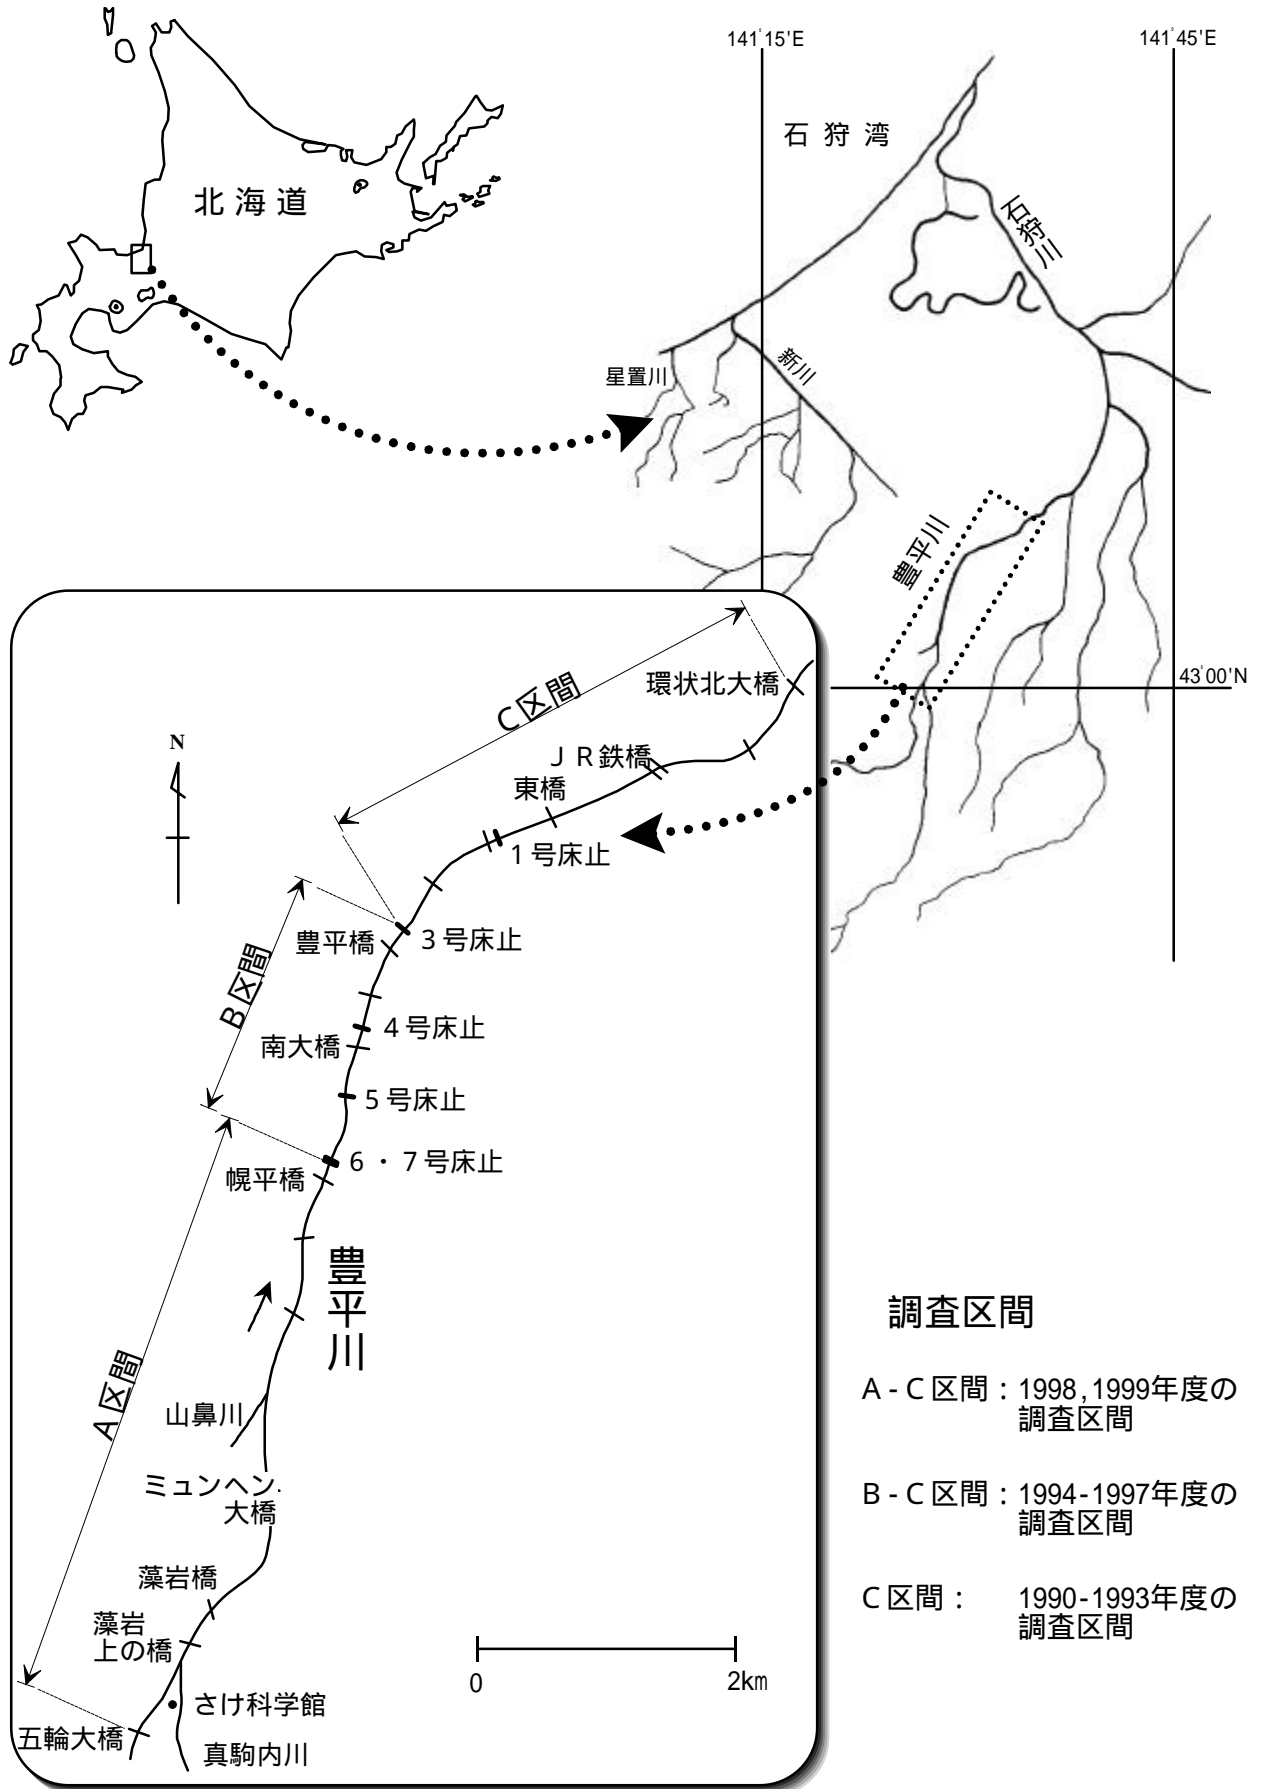 141°15'E
141°45'E
北海道
石狩湾
石狩川
星置川
新川
豊平川
43°00'N
C区間
環状北大橋
N
JR鉄橋
東橋
1号床止
豊平橋
3号床止
B区間
4号床止
南大橋
5号床止
6・7号床止
幌平橋
豊平川
調査区間
A区間
A-C区間:1998,1999年度の
調査区間
山鼻川
ミュンヘン
大橋
B-C区間:1994-1997年度の
調査区間
藻岩橋
C区間: 1990-1993年度の
調査区間
藻岩
上の橋
0
2km
さけ科学館
五輪大橋
真駒内川